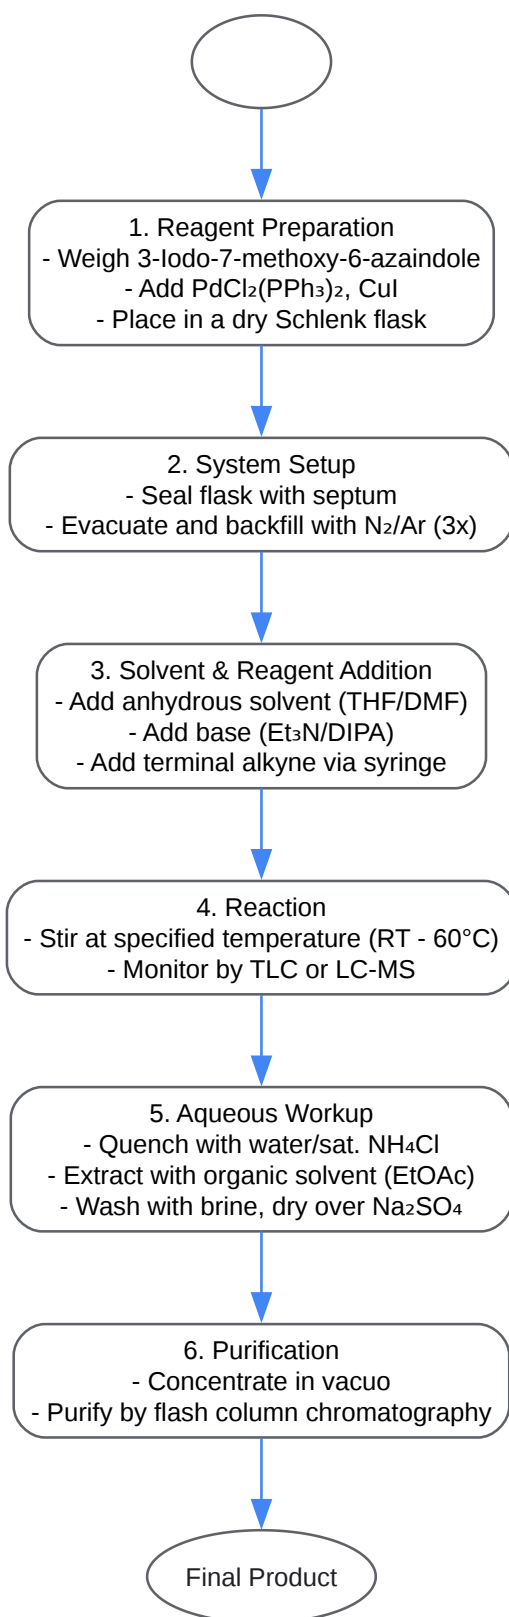 1. Reagent Preparation
- Weigh 3-Iodo-7-methoxy-6-azaindole
- Add PdCl₂(PPh₃)₂, CuI
- Place in a dry Schlenk flask
2. System Setup
- Seal flask with septum
- Evacuate and backfill with N₂/Ar (3x)
3. Solvent & Reagent Addition
- Add anhydrous solvent (THF/DMF)
- Add base (Et₃N/DIPA)
- Add terminal alkyne via syringe
4. Reaction
- Stir at specified temperature (RT - 60°C)
- Monitor by TLC or LC-MS
5. Aqueous Workup
- Quench with water/sat. NH₄Cl
- Extract with organic solvent (EtOAc)
- Wash with brine, dry over Na₂SO₄
6. Purification
- Concentrate in vacuo
- Purify by flash column chromatography
Final Product